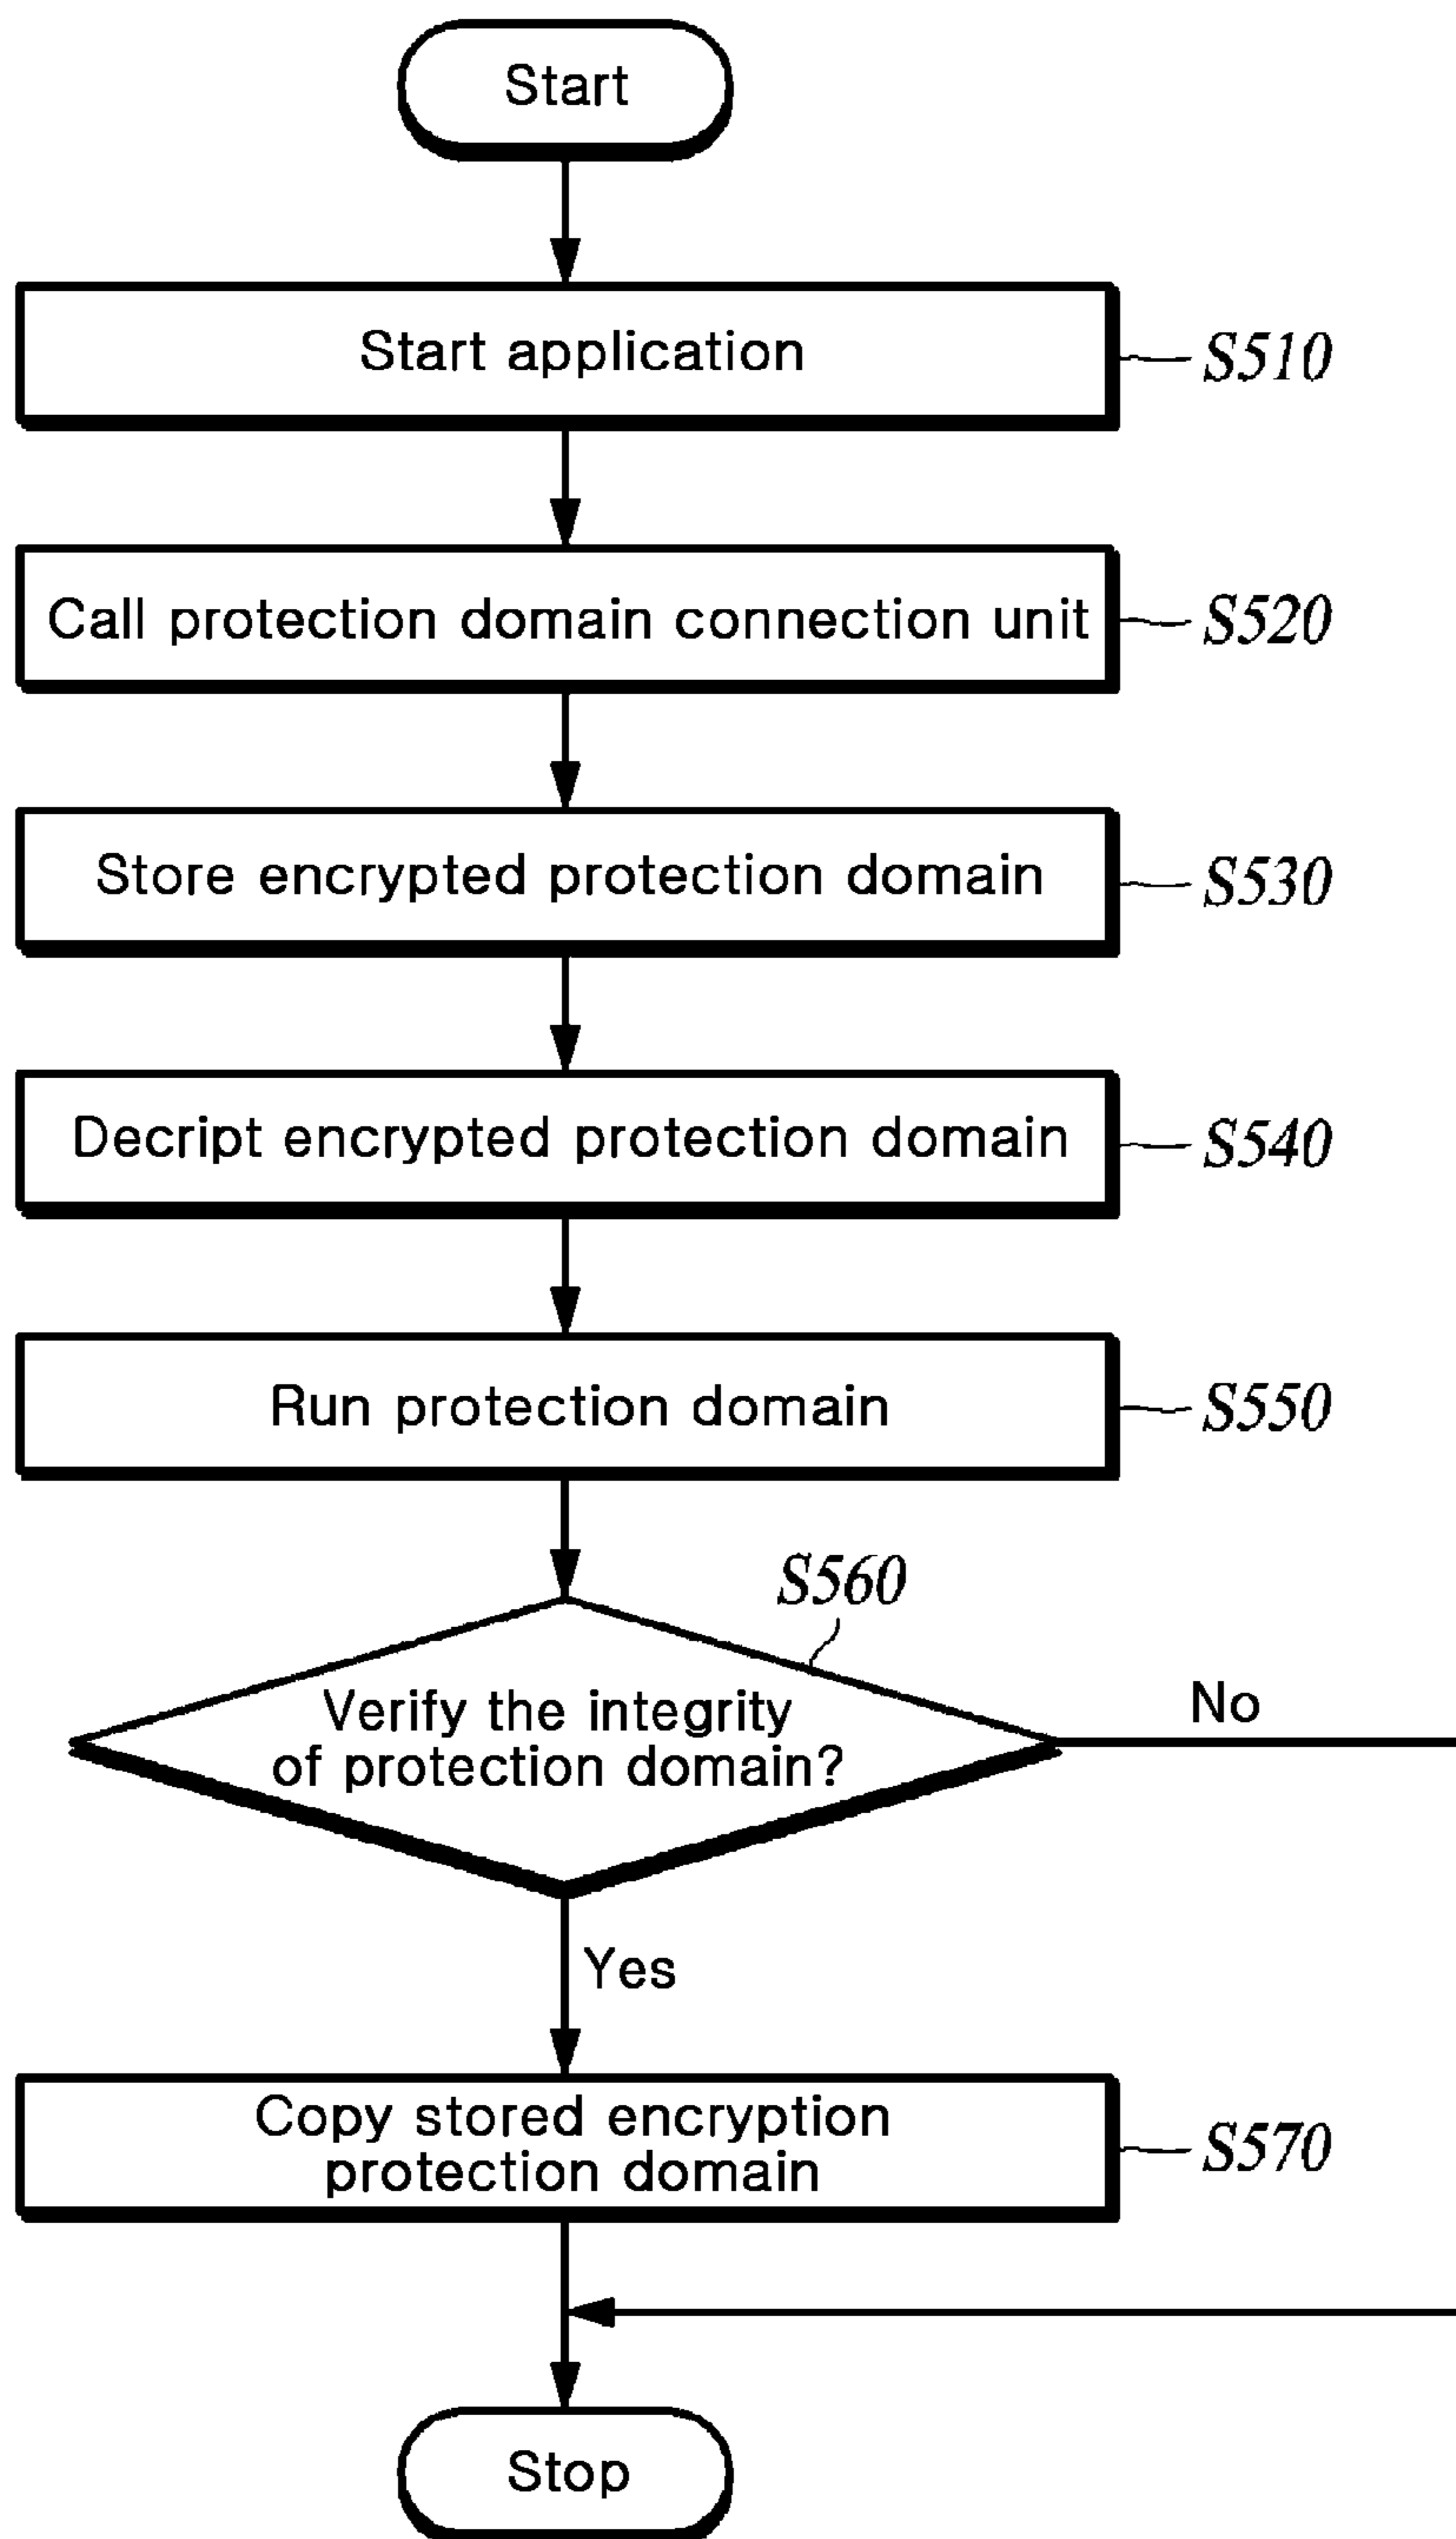 Start
Start application
S510
Call protection domain connection unit
S520
Store encrypted protection domain
S530
Decript encrypted protection domain
S540
Run protection domain
S550
S560
Verify the integrity
of protection domain?
No
Yes
Copy stored encryption
protection domain
S570
Stop